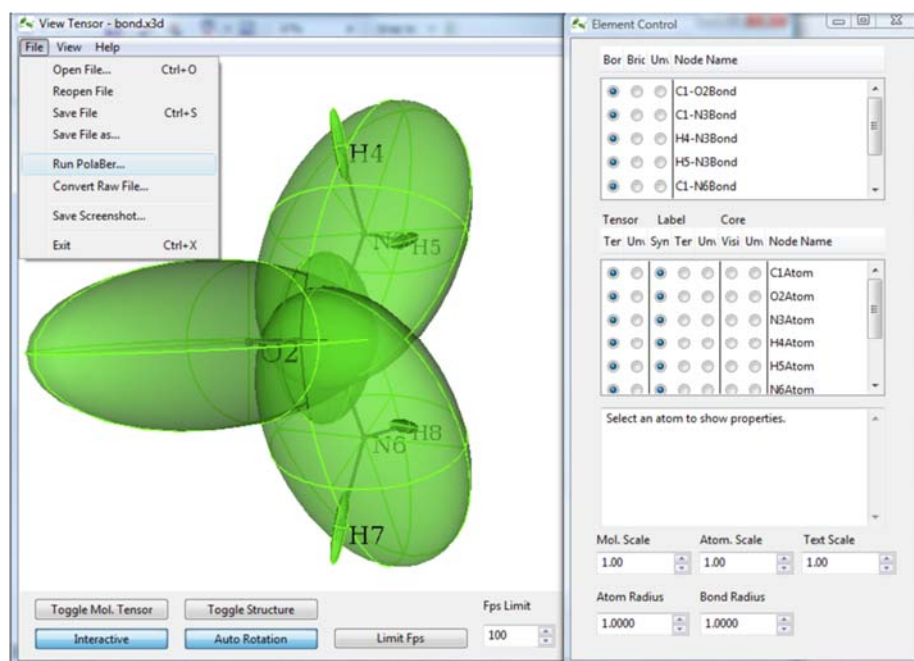 View Tensor - bond.x3d
File View Help
Open File... Ctrl+O
Reopen File
Save File Ctrl+S
Save File as...
Run PolaBer...
Convert Raw File...
Save Screenshot...
Exit Ctrl+X
H4
H5
O2
H8
N6
H7
Toggle Mol. Tensor Toggle Structure Fps Limit
Interactive Auto Rotation Limit Fps 100
Element Control
Bor Bric Um Node Name
C1-O2Bond
C1-N3Bond
H4-N3Bond
H5-N3Bond
C1-N6Bond
Tensor Label Core
Ter Um Syn Ter Um Visi Um Node Name
C1Atom
O2Atom
N3Atom
H4Atom
H5Atom
N6Atom
Select an atom to show properties.
Mol. Scale Atom. Scale Text Scale
1.00 1.00 1.00
Atom Radius Bond Radius
1.0000 1.0000